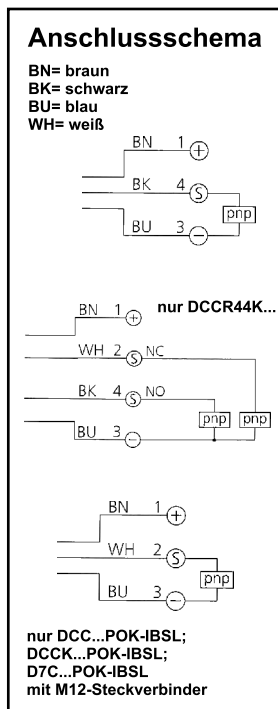 Anschlussschema
BN= braun
BK= schwarz
BU= blau
WH= weiß
BN 1 +
BK 4 S
pnp
BU 3 −
nur DCCR44K...
BN 1 +
WH 2 S NC
BK 4 S NO
pnp pnp
BU 3 −
BN 1 +
WH 2 S
pnp
BU 3 −
nur DCC...POK-IBSL;
DCCK...POK-IBSL;
D7C...POK-IBSL
mit M12-Steckverbinder